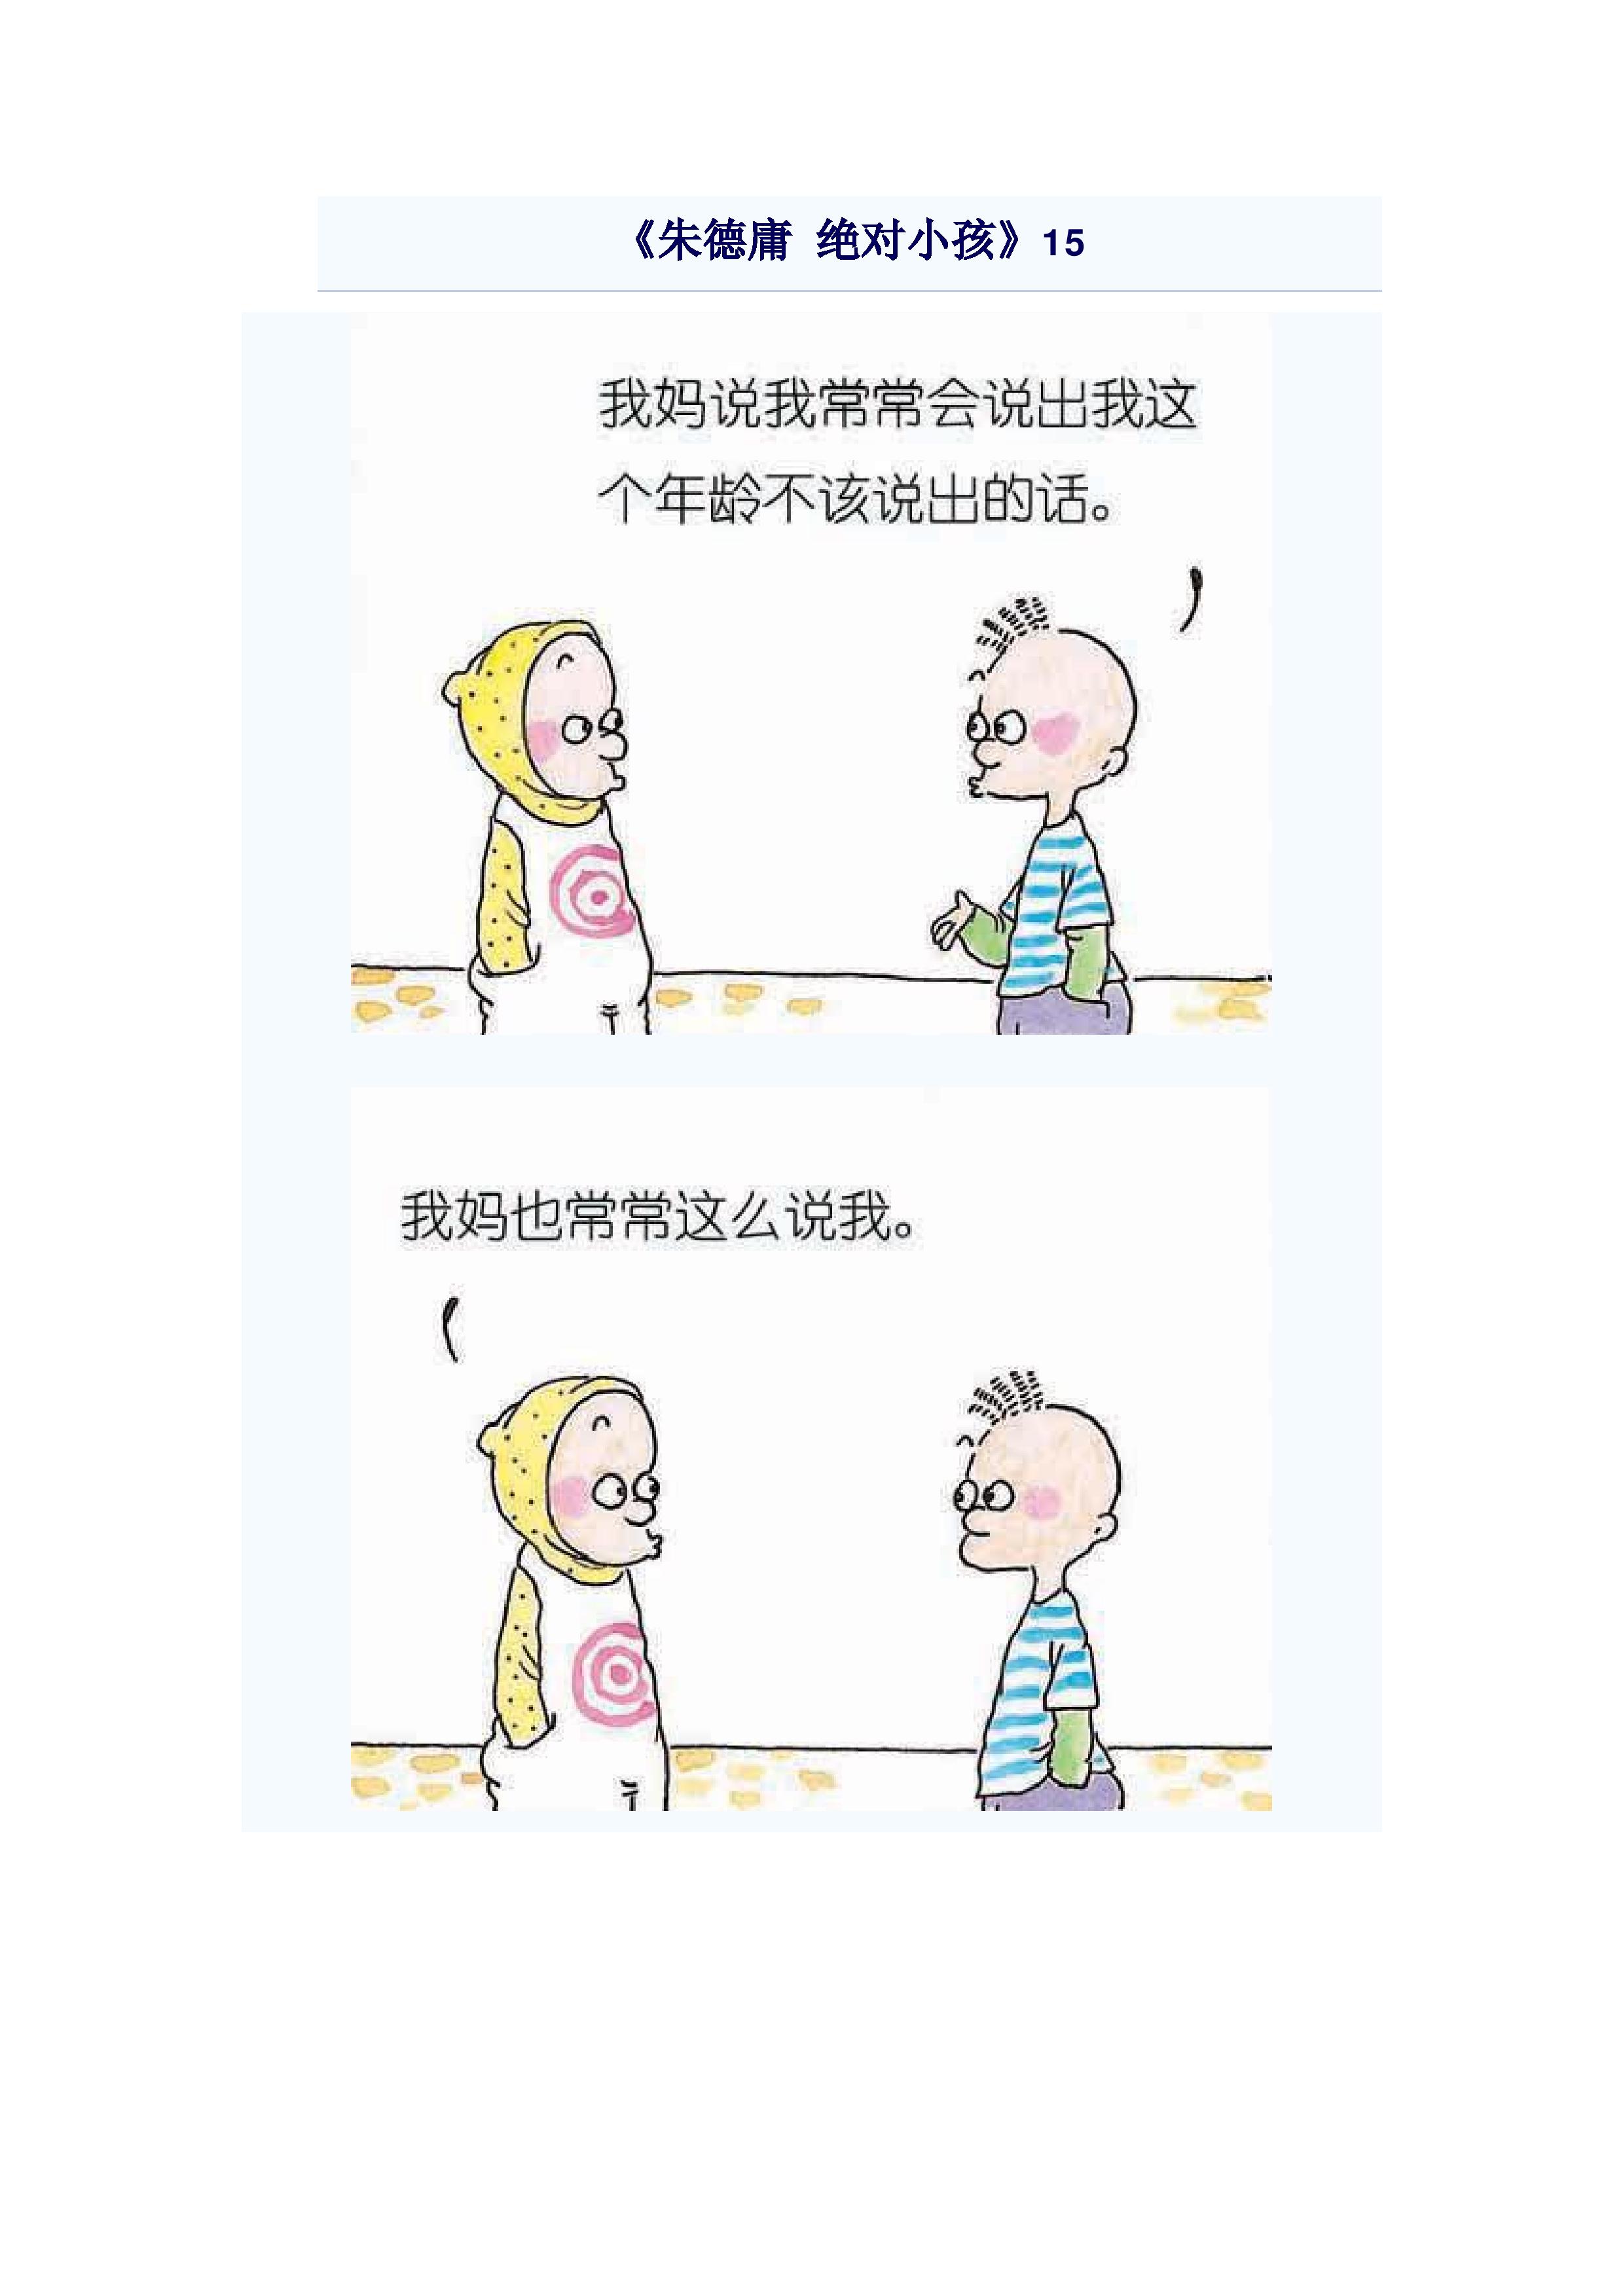 《朱德庸 绝对小孩》15
我妈说我常常会说出我这
个年龄不该说出的话。
我妈也常常这么说我。